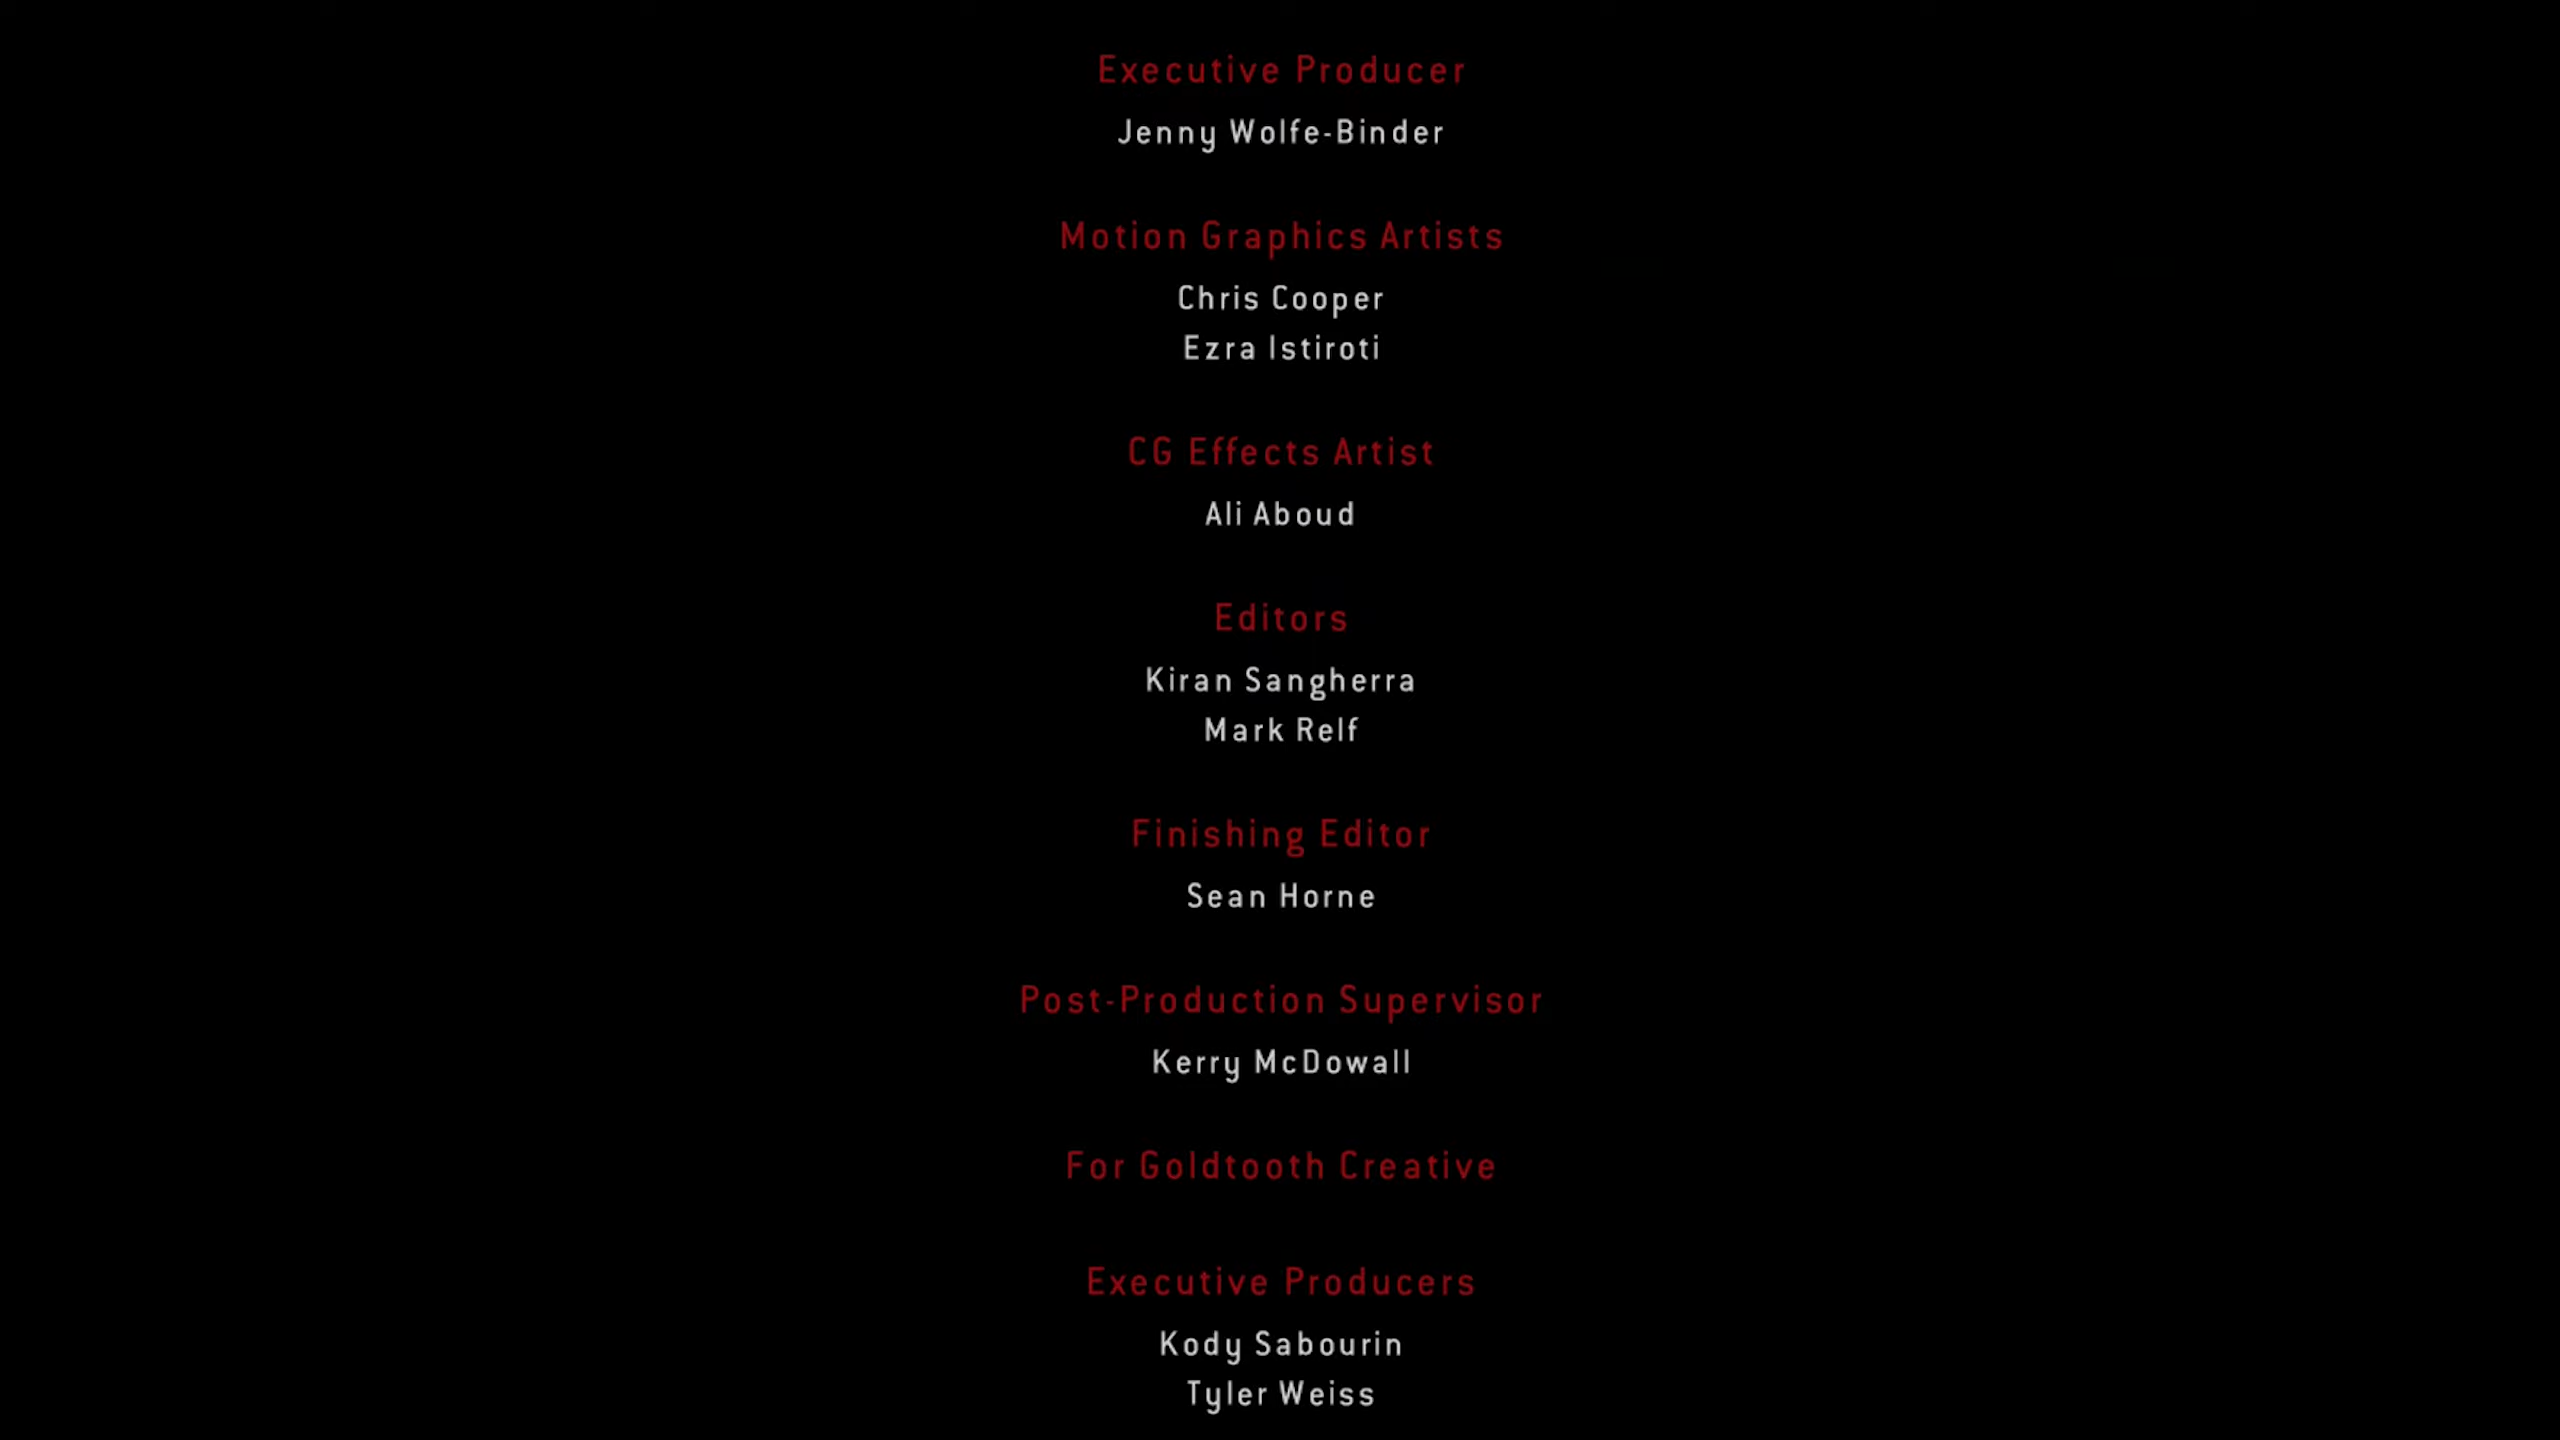 Executive Producer
Jenny Wolfe-Binder
Motion Graphics Artists
Chris Cooper
Ezra Istiroti
CG Effects Artist
Ali Aboud
Editors
Kiran Sangherra
Mark Relf
Finishing Editor
Sean Horne
Post-Production Supervisor
Kerry McDowall
For Goldtooth Creative
Executive Producers
Kody Sabourin
Tyler Weiss